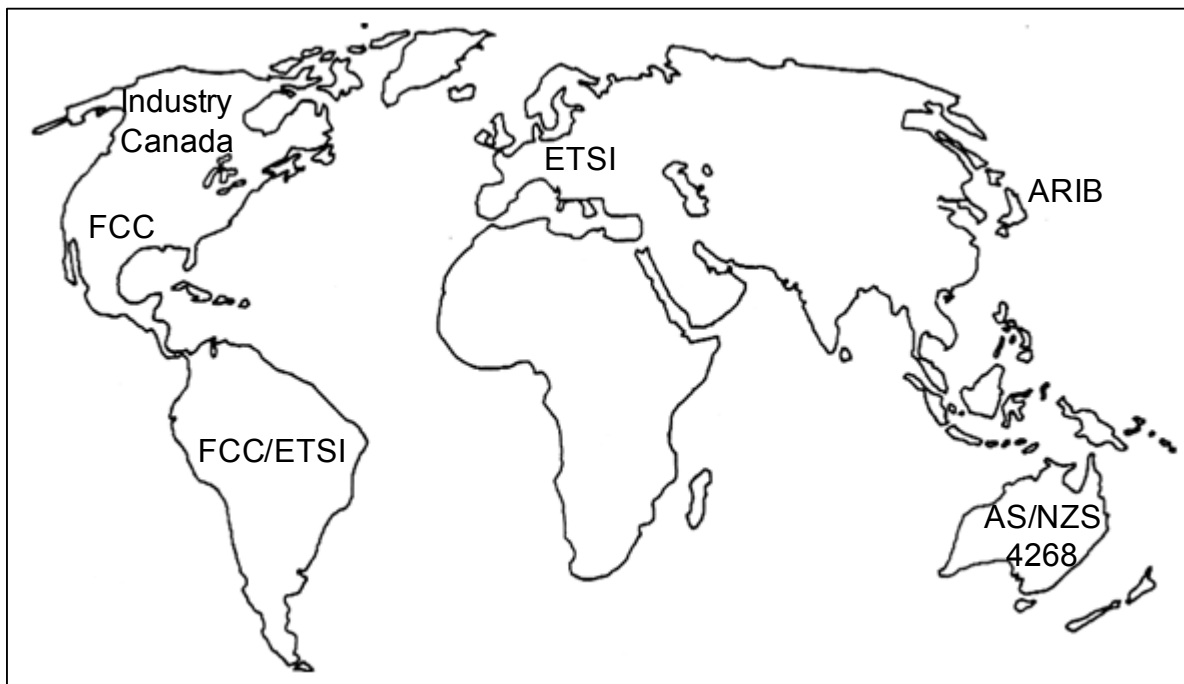 Industry
Canada
ETSI
ARIB
FCC
FCC/ETSI
AS/NZS
4268